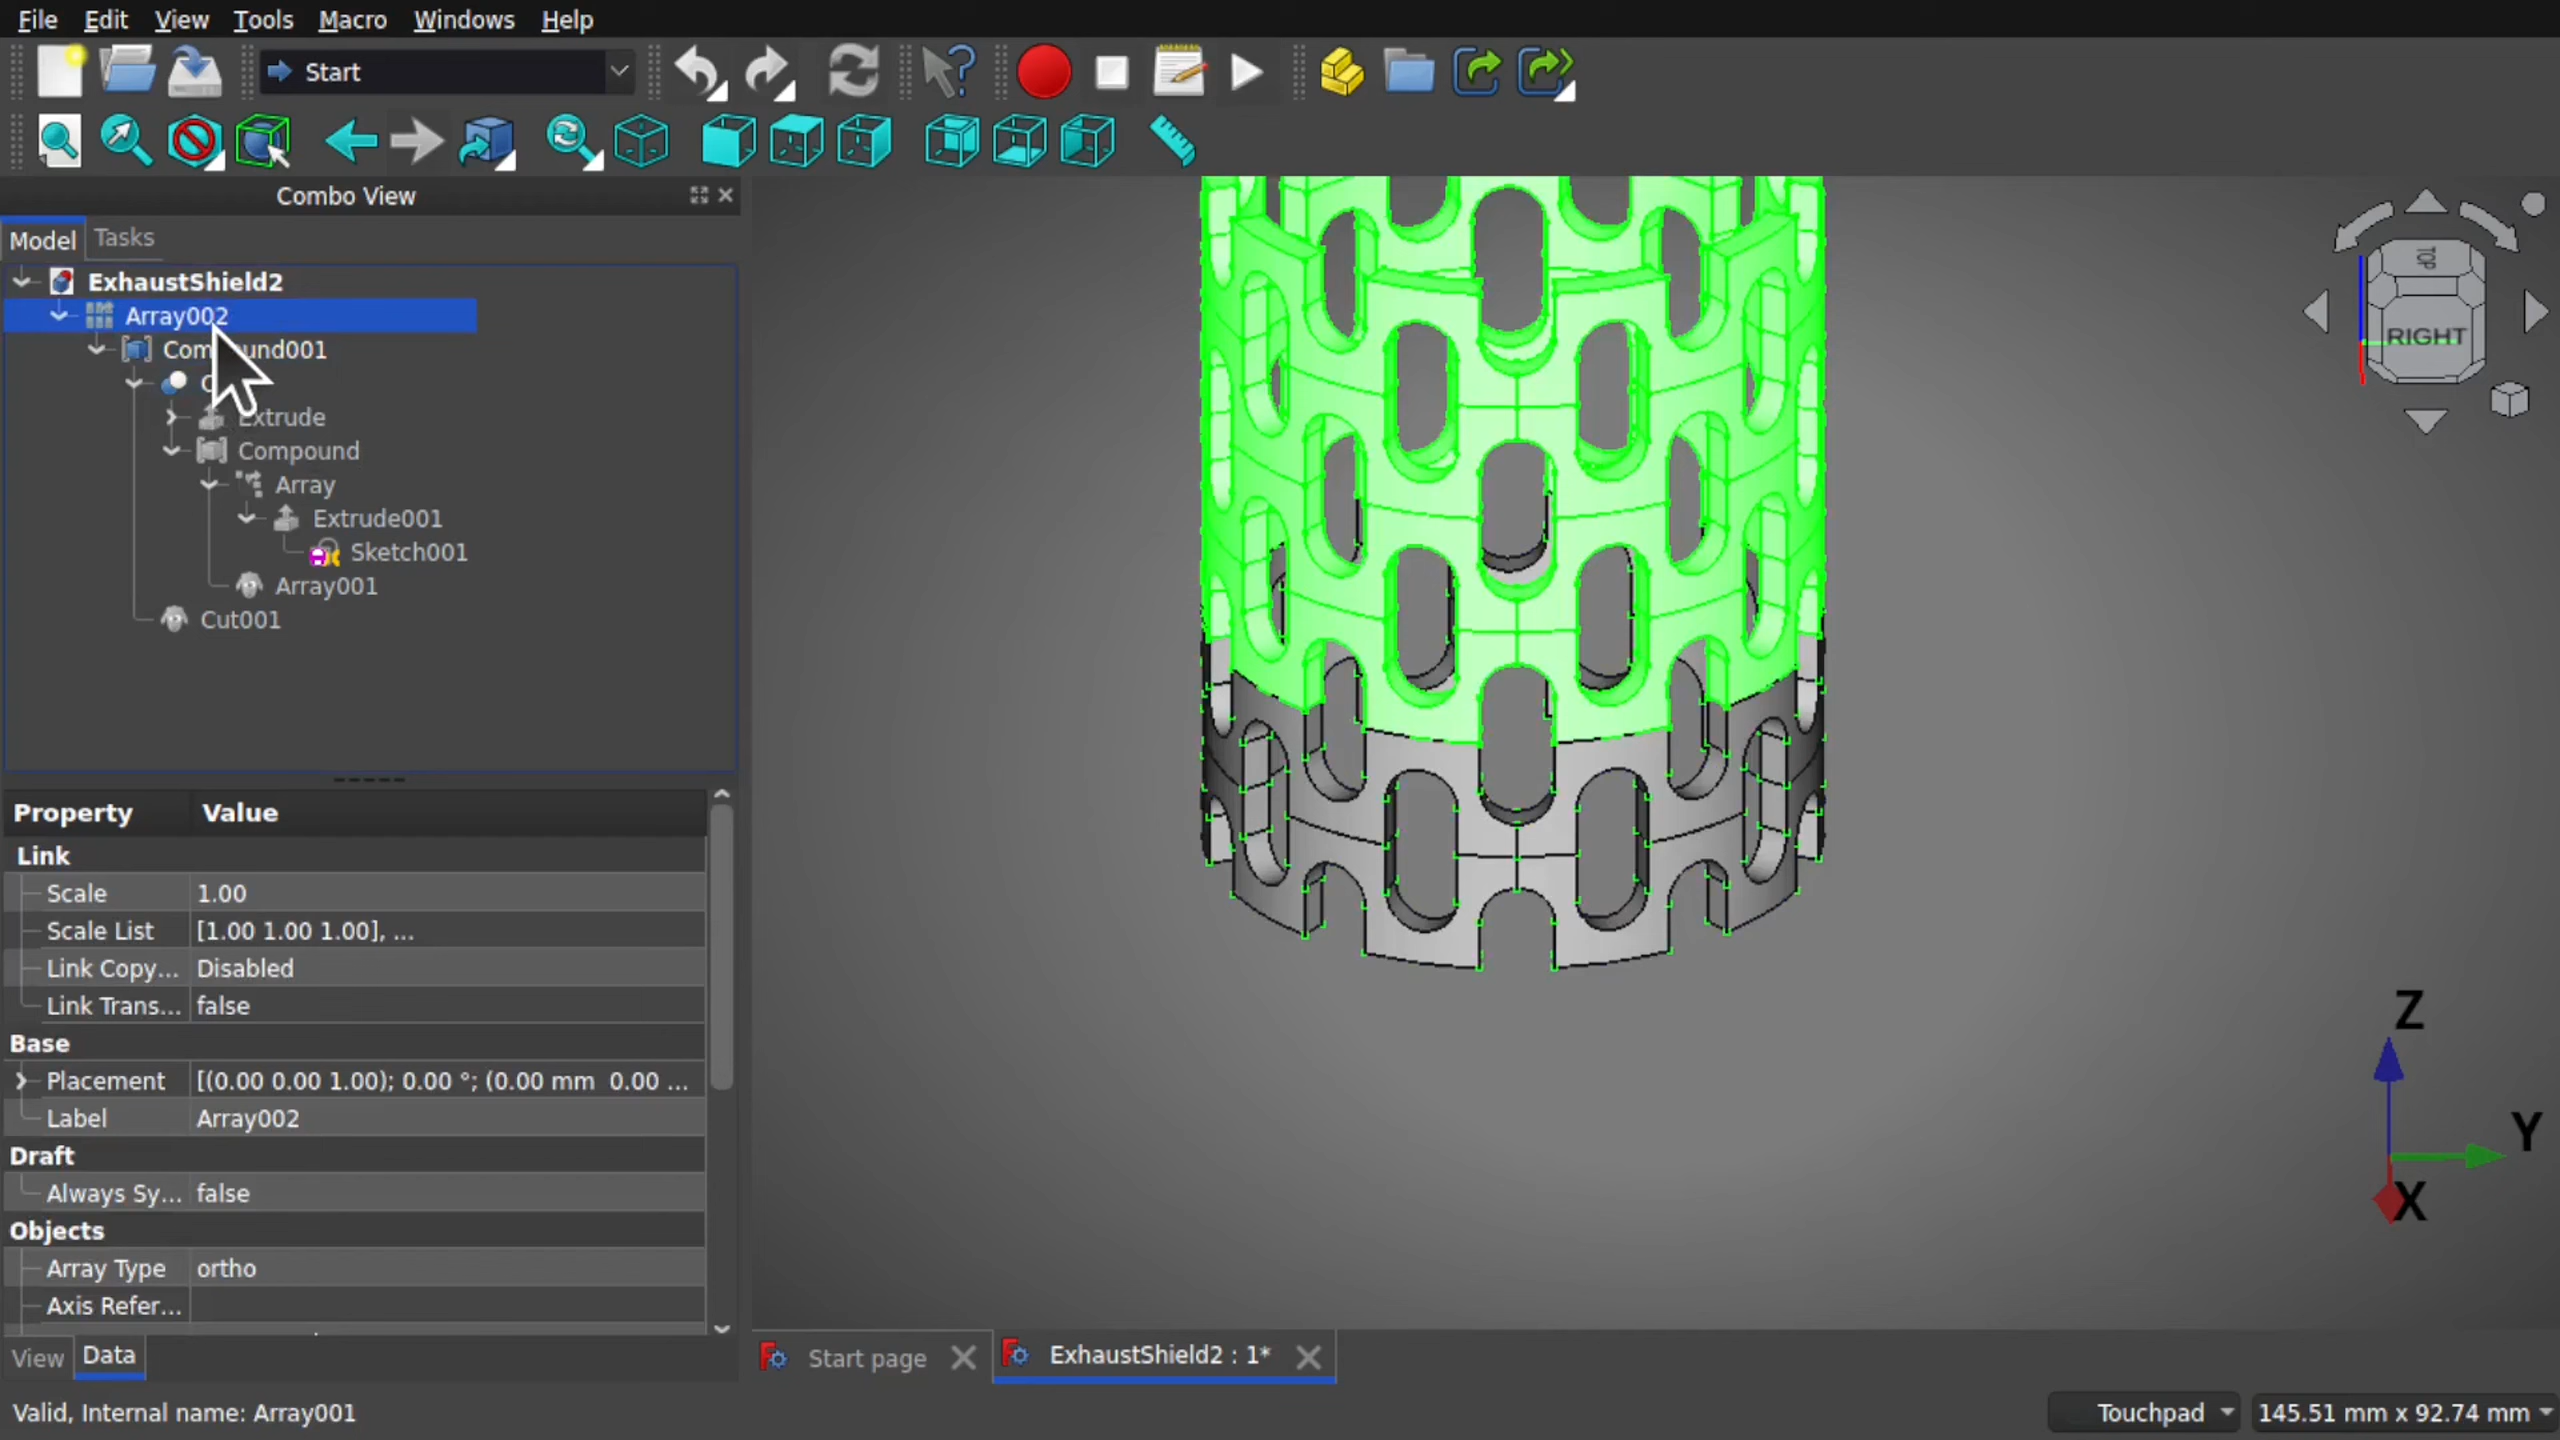 File Edit View Tools Macro Windows Help
Start
Combo View
Model Tasks
ExhaustShield2
Array002
Compound001
Extrude
Compound
Array
Extrude001
Sketch001
Array001
Cut001
Property Value
Link
Scale 1.00
Scale List [1.00 1.00 1.00], ...
Link Copy... Disabled
Link Trans... false
Base
Placement [(0.00 0.00 1.00); 0.00 °; (0.00 mm 0.00 ...
Label Array002
Draft
Always Sy... false
Objects
Array Type ortho
Axis Refer...
View Data
TOP
RIGHT
Z
Y
X
Start page
ExhaustShield2 : 1*
Valid, Internal name: Array001
Touchpad 145.51 mm x 92.74 mm